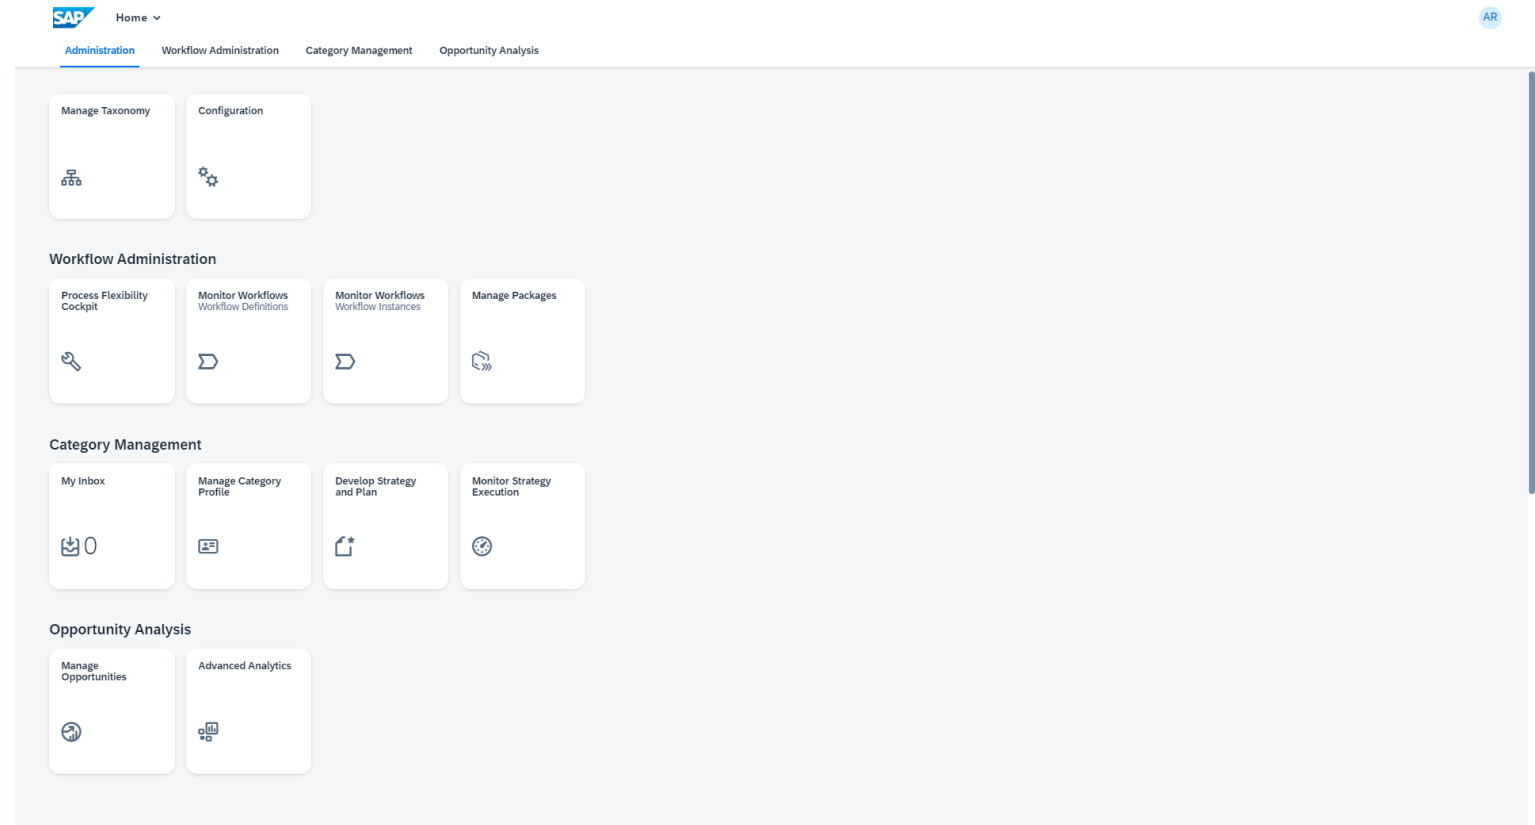 SAP Home
AR
Administration Workflow Administration Category Management Opportunity Analysis
Manage Taxonomy
Configuration
Workflow Administration
Process Flexibility
Cockpit
Monitor Workflows
Workflow Definitions
Monitor Workflows
Workflow Instances
Manage Packages
Category Management
My Inbox
0
Manage Category
Profile
Develop Strategy
and Plan
Monitor Strategy
Execution
Opportunity Analysis
Manage
Opportunities
Advanced Analytics